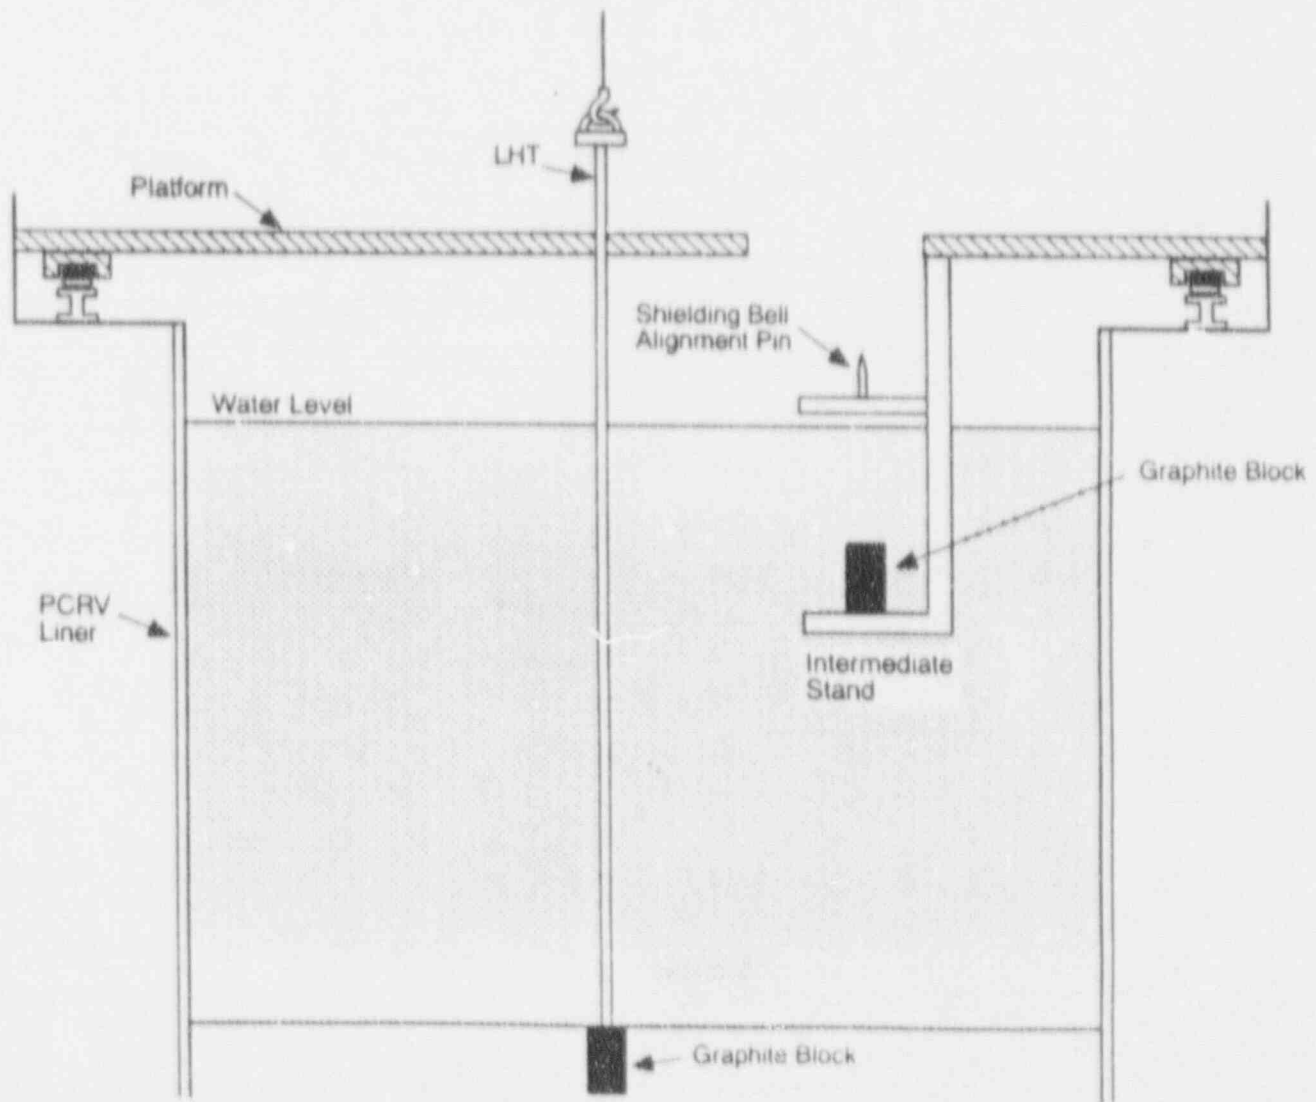 LHT
Platform
Shielding Bell
Alignment Pin
Water Level
Graphite Block
PCRV
Liner
Intermediate
Stand
Graphite Block